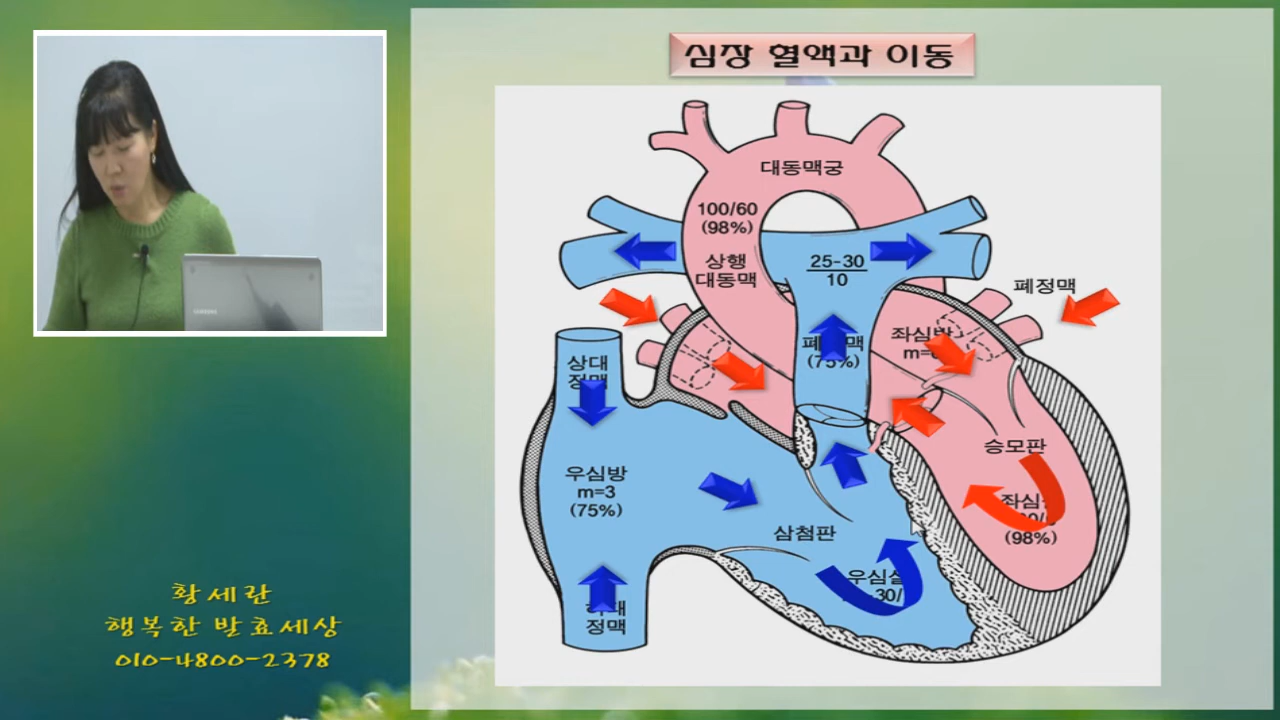 심장 혈액과 이동
대동맥궁
100/60
(98%)
상행
대동맥
25-30
10
폐정맥
(75%)
상대
승모판
(98%)
우심방
m=3
(75%)
삼첨판
정맥
황세란
행복한 발효세상
010-4800-2378
SAMSUNG